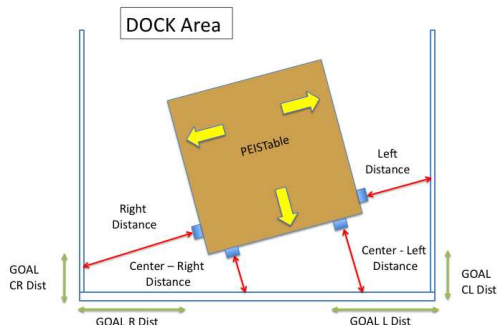 DOCK Area
PEISTable
Left
Distance
Right
Distance
Center – Right
Distance
Center - Left
Distance
GOAL
CR Dist
GOAL
CL Dist
GOAL R Dist
GOAL L Dist